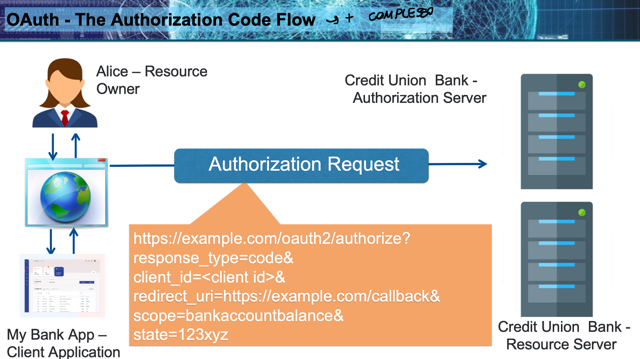 OAuth - The Authorization Code Flow → + COMPLESSO
Alice – Resource
Owner
Credit Union Bank -
Authorization Server
Authorization Request
https://example.com/oauth2/authorize?
response_type=code&
client_id=<client id>&
redirect_uri=https://example.com/callback&
scope=bankaccountbalance&
state=123xyz
My Bank App –
Client Application
Credit Union Bank -
Resource Server